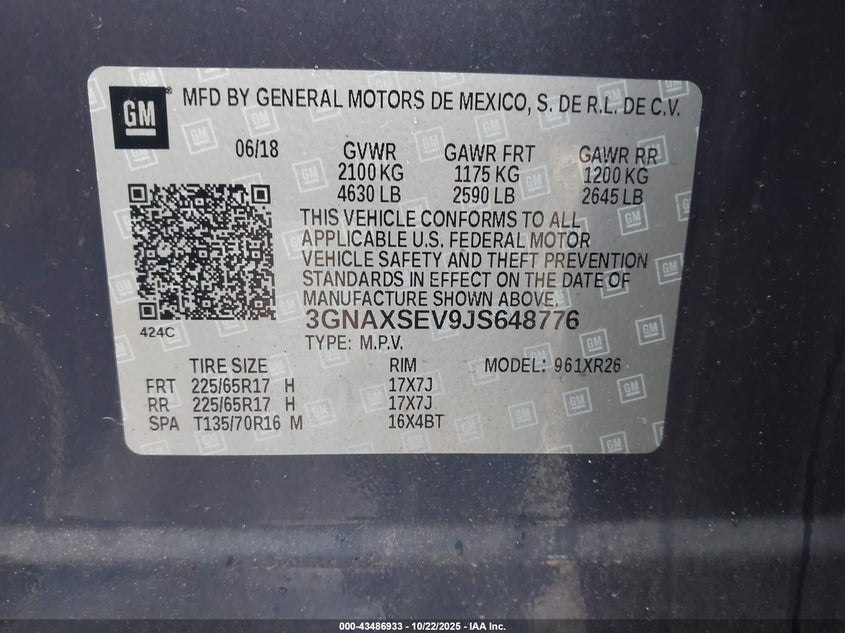 GM
MFD BY GENERAL MOTORS DE MEXICO, S. DE R.L. DE C.V.
06/18 GVWR GAWR FRT GAWR RR
2100 KG 1175 KG 1200 KG
4630 LB 2590 LB 2645 LB
THIS VEHICLE CONFORMS TO ALL
APPLICABLE U.S. FEDERAL MOTOR
VEHICLE SAFETY AND THEFT PREVENTION
STANDARDS IN EFFECT ON THE DATE OF
MANUFACTURE SHOWN ABOVE.
424C
3GNAXSEV9JS648776
TYPE: M.P.V.
TIRE SIZE RIM MODEL: 961XR26
FRT 225/65R17 H 17X7J
RR 225/65R17 H 17X7J
SPA T135/70R16 M 16X4BT
000-43486933 - 10/22/2025 - IAA Inc.